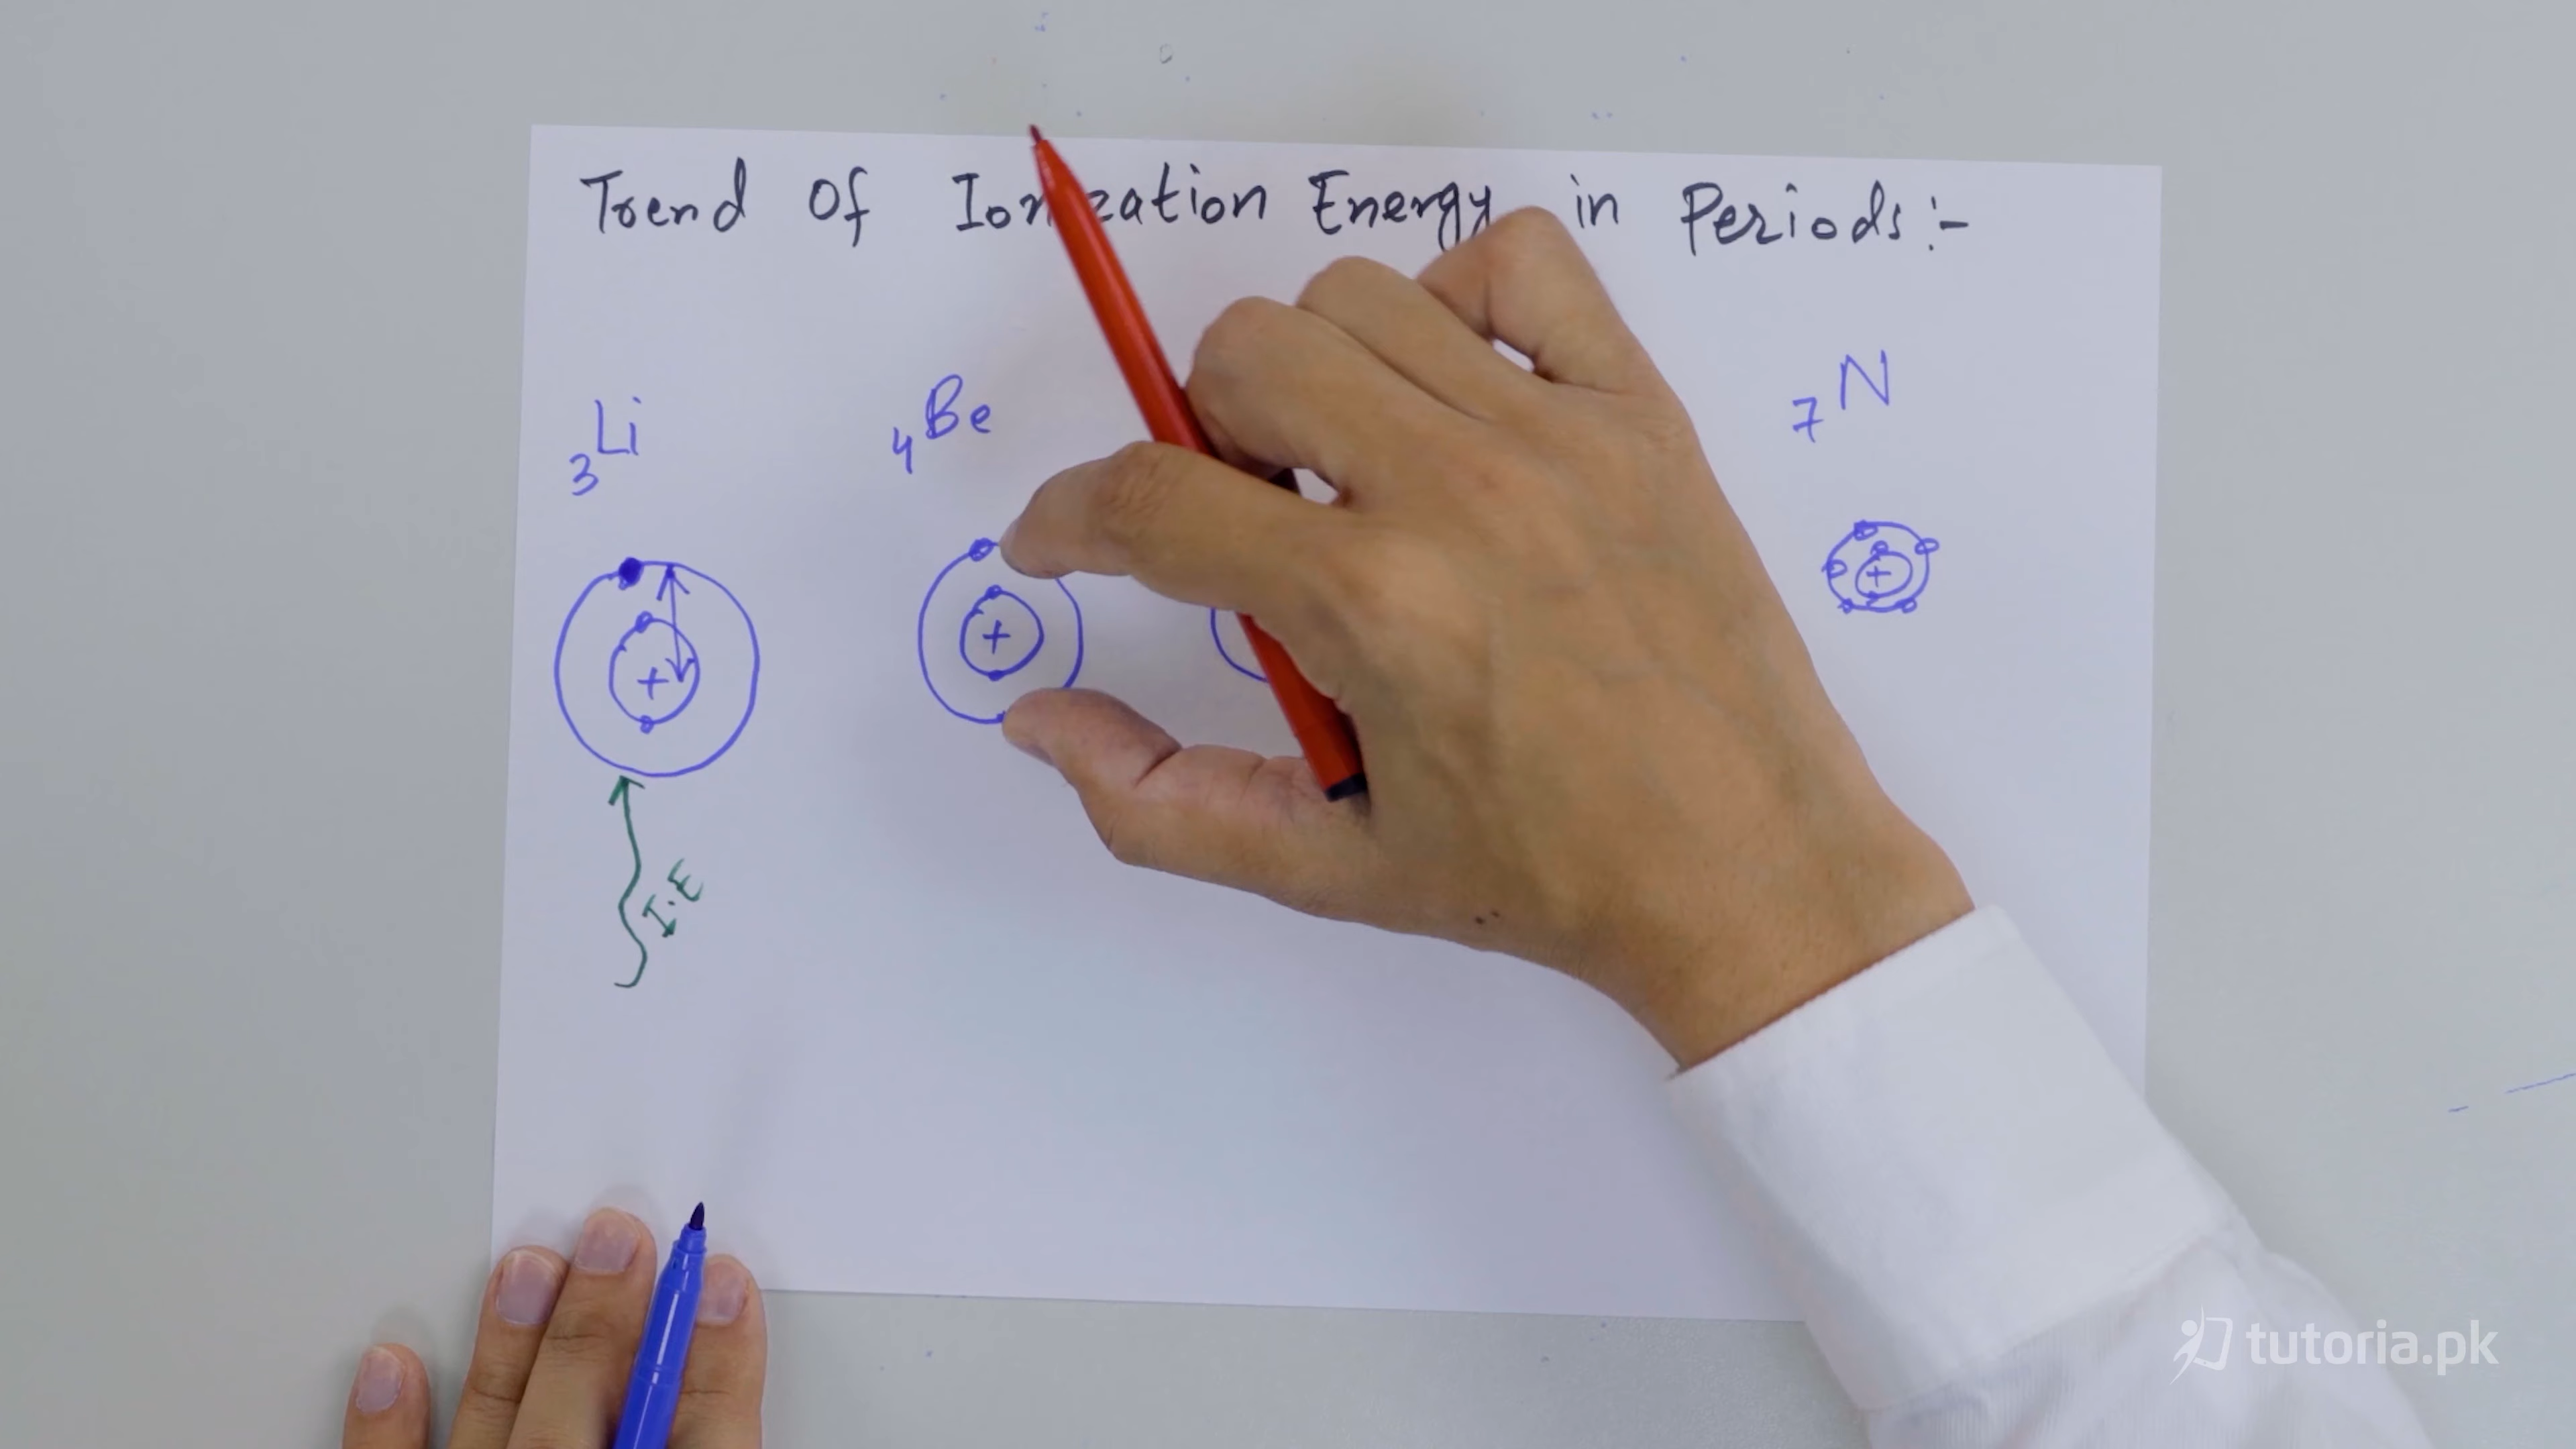 Trend Of Ionization Energy in Periods:-
3Li 4Be 7N
+ + +
I.E
tutoria.pk